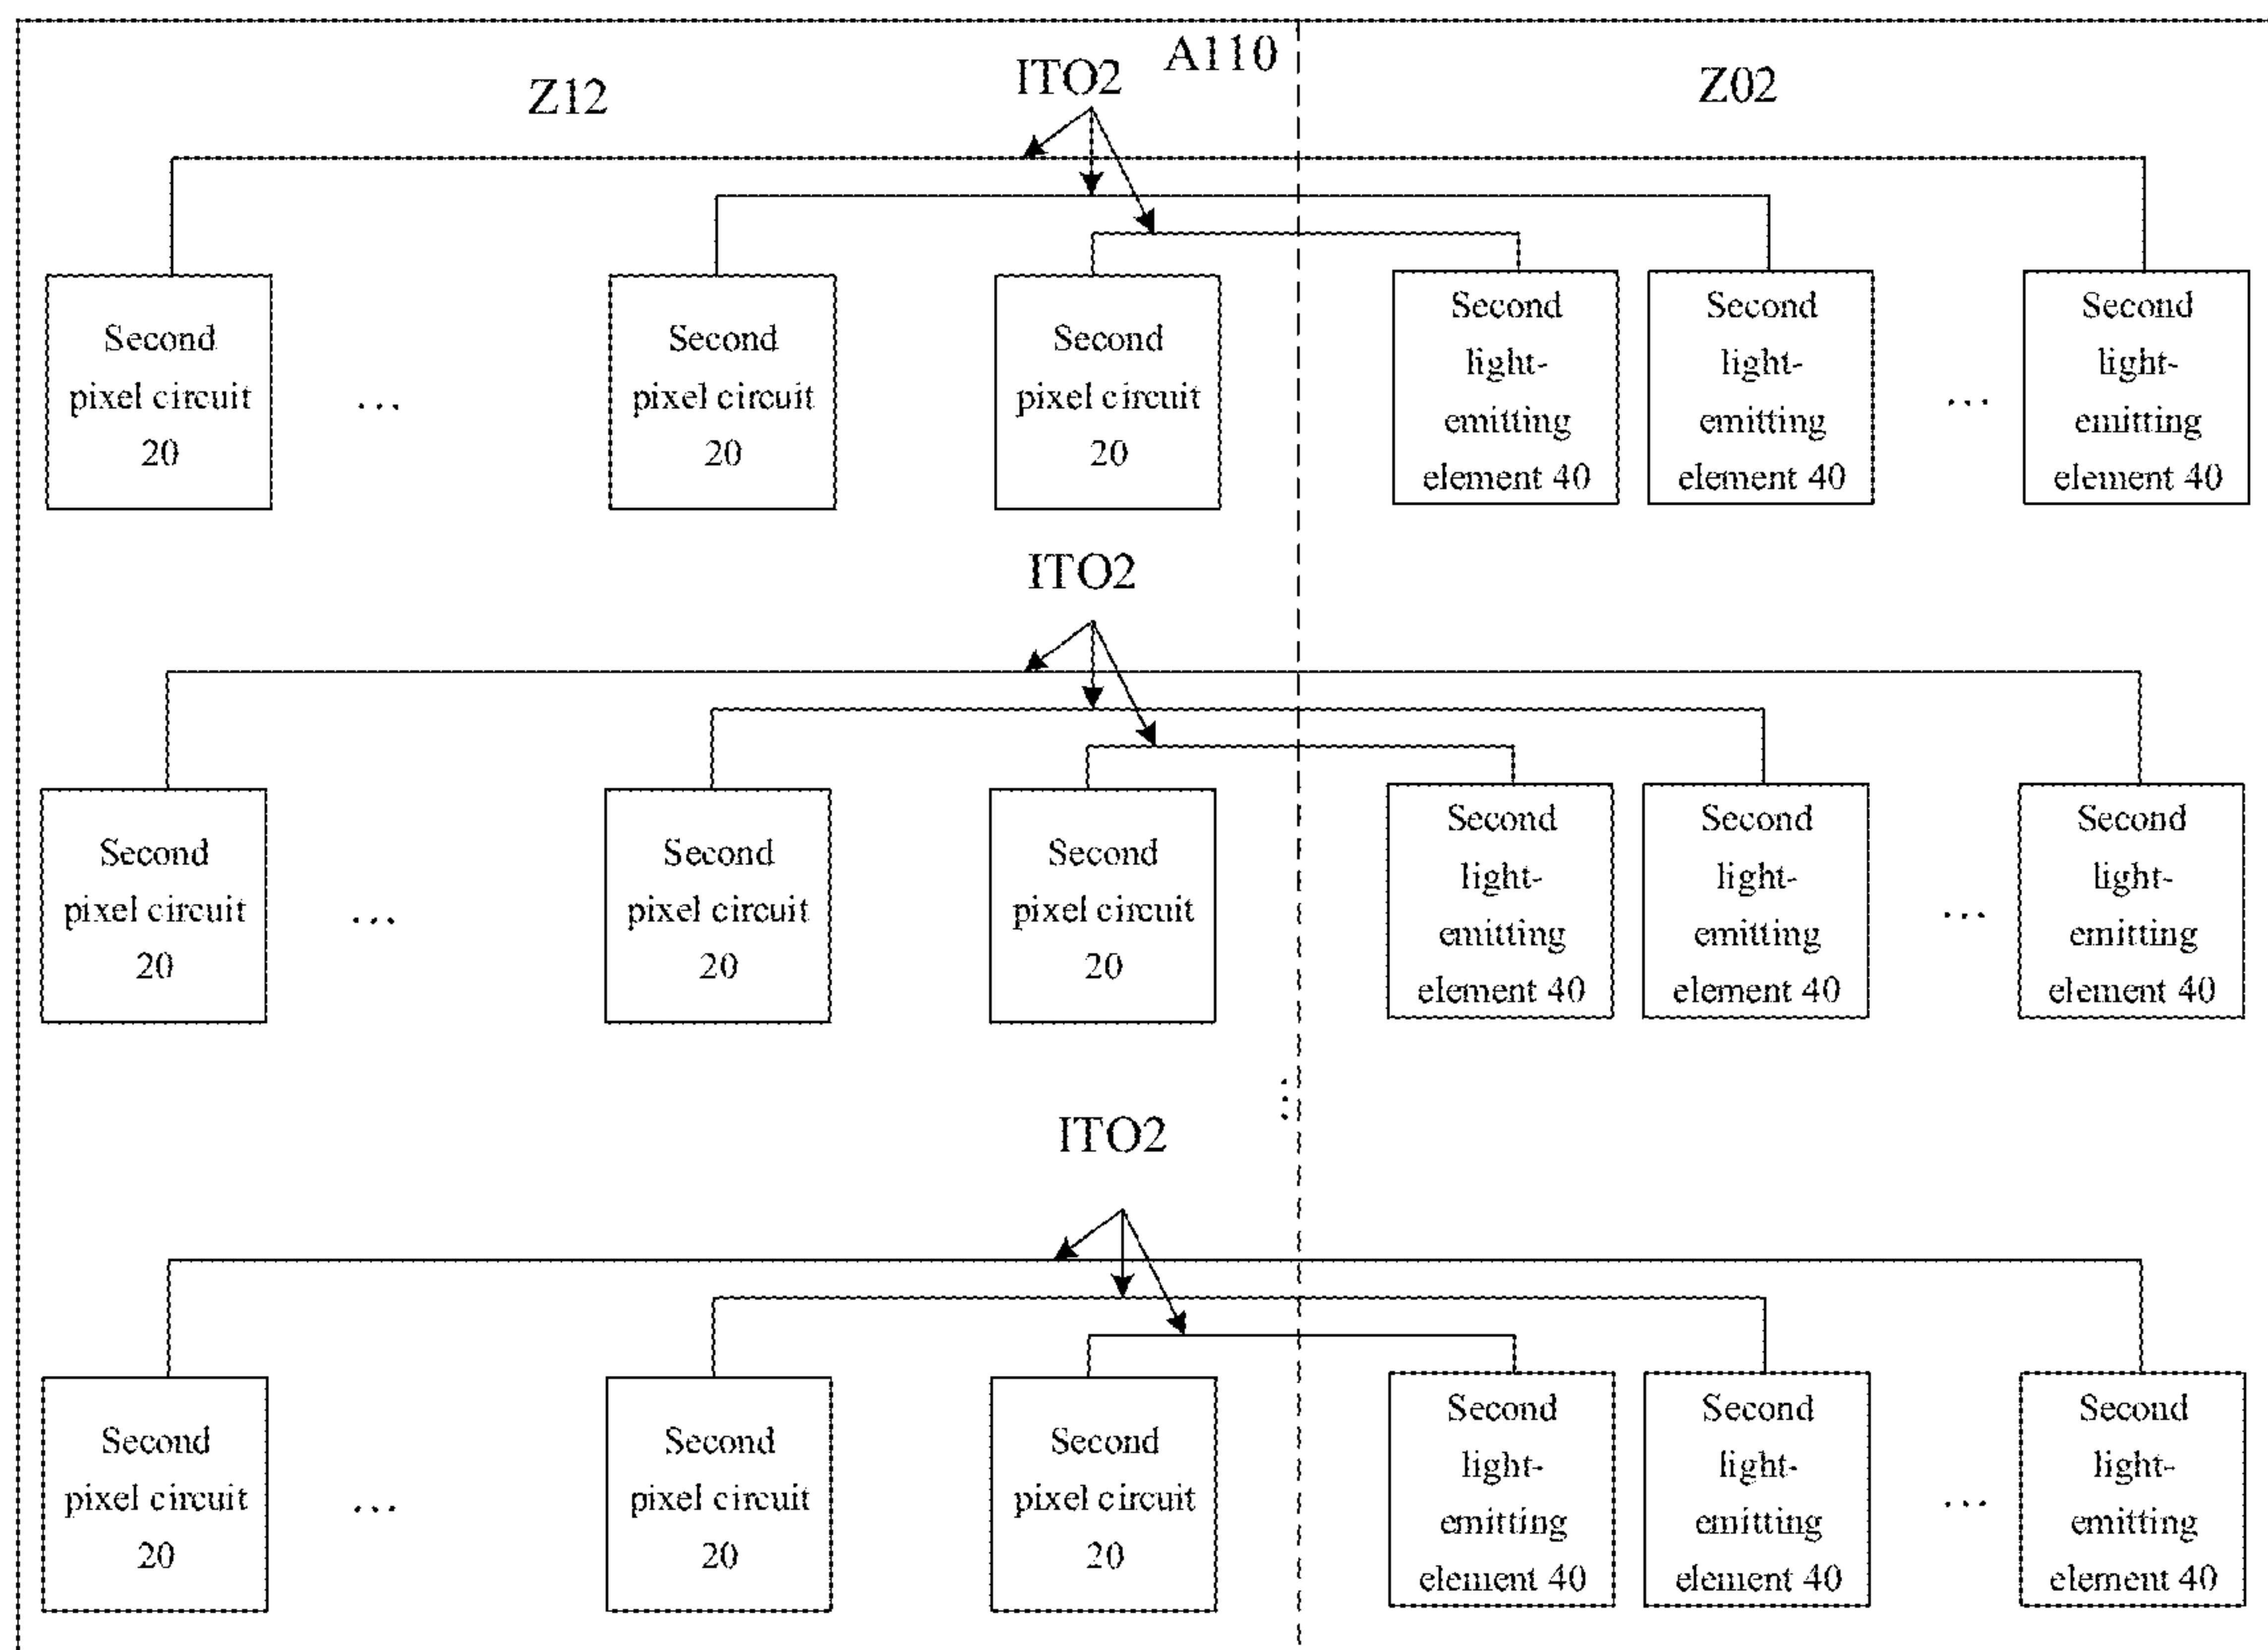 A110
ITO2
Z12
Z02
Second
pixel circuit
20
...
Second
pixel circuit
20
Second
pixel circuit
20
Second
light-
emitting
element 40
Second
light-
emitting
element 40
...
Second
light-
emitting
element 40
ITO2
Second
pixel circuit
20
...
Second
pixel circuit
20
Second
pixel circuit
20
Second
light-
emitting
element 40
Second
light-
emitting
element 40
...
Second
light-
emitting
element 40
...
ITO2
Second
pixel circuit
20
...
Second
pixel circuit
20
Second
pixel circuit
20
Second
light-
emitting
element 40
Second
light-
emitting
element 40
...
Second
light-
emitting
element 40